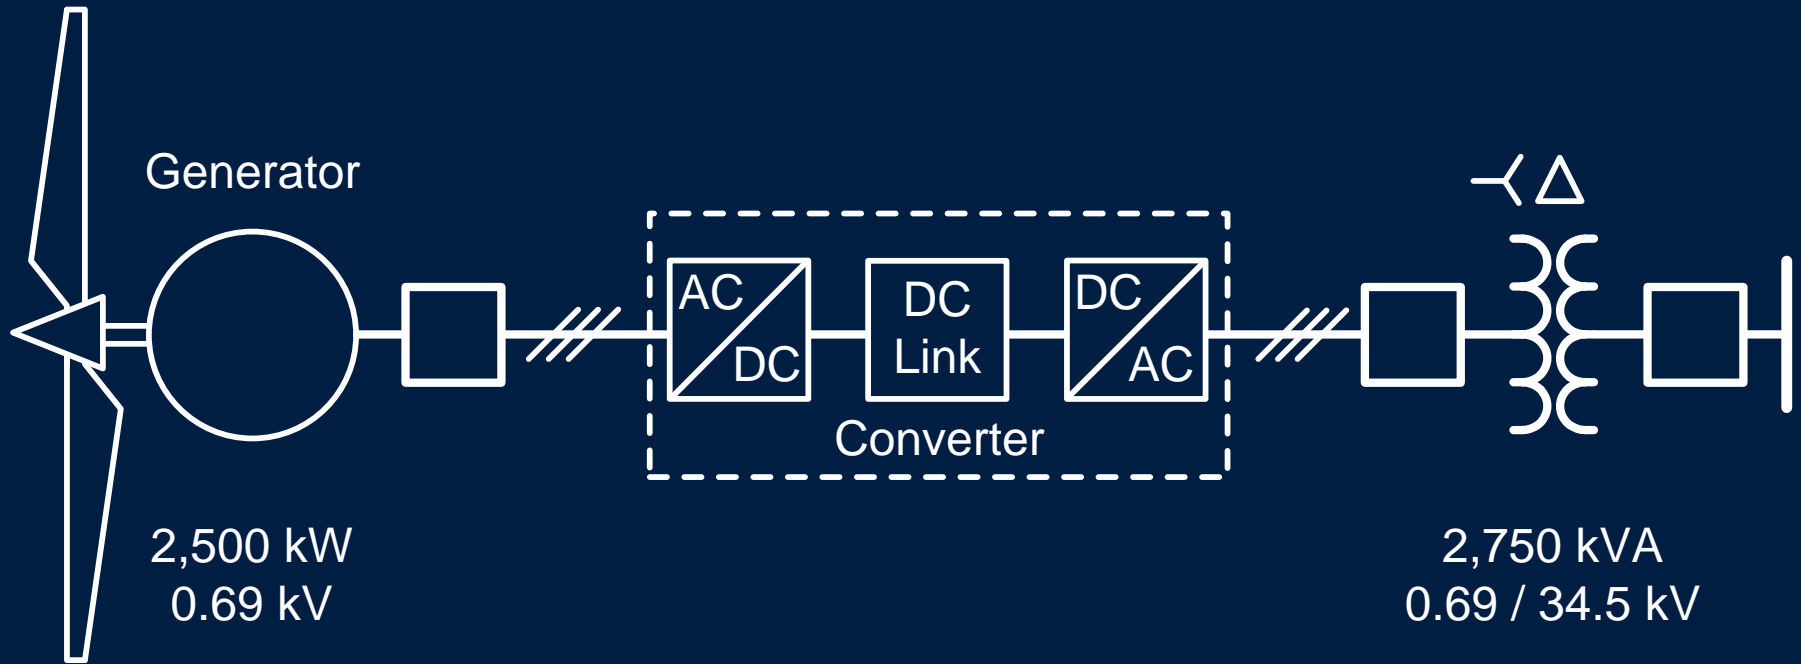 Generator
AC
DC
DC
Link
DC
AC
Converter
2,500 kW
0.69 kV
2,750 kVA
0.69 / 34.5 kV